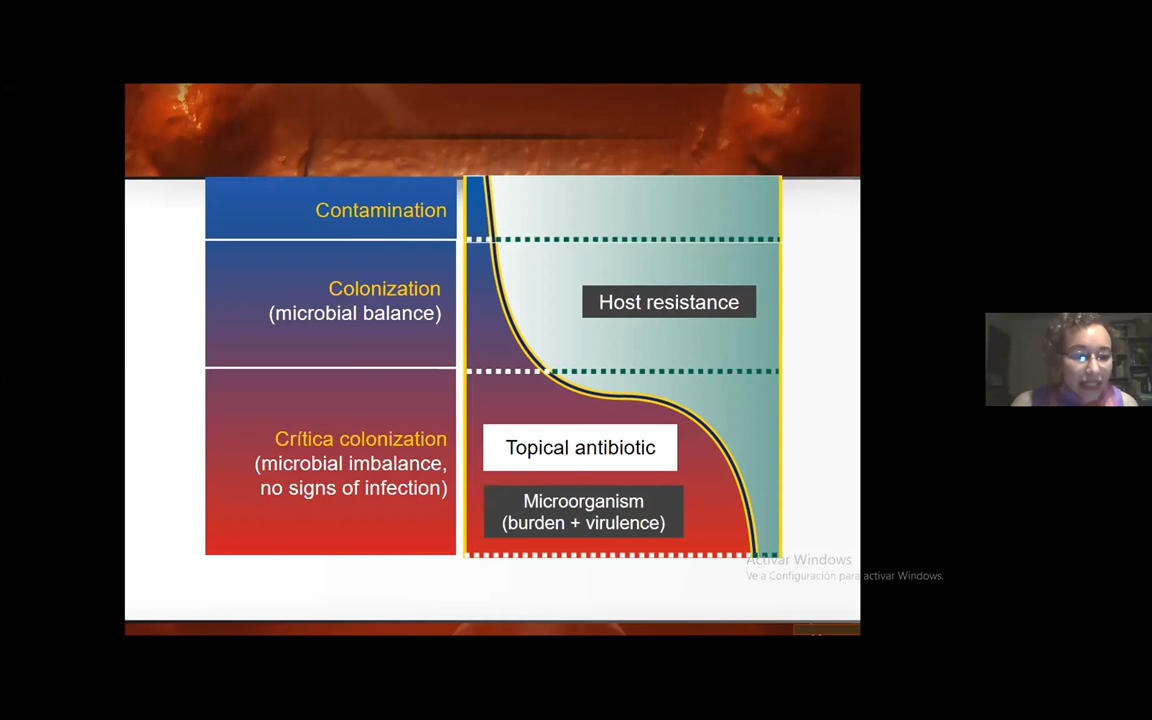 Contamination
Colonization
(microbial balance)
Host resistance
Crítica colonization
(microbial imbalance,
no signs of infection)
Topical antibiotic
Microorganism
(burden + virulence)
Activar Windows
Ve a Configuración para activar Windows.